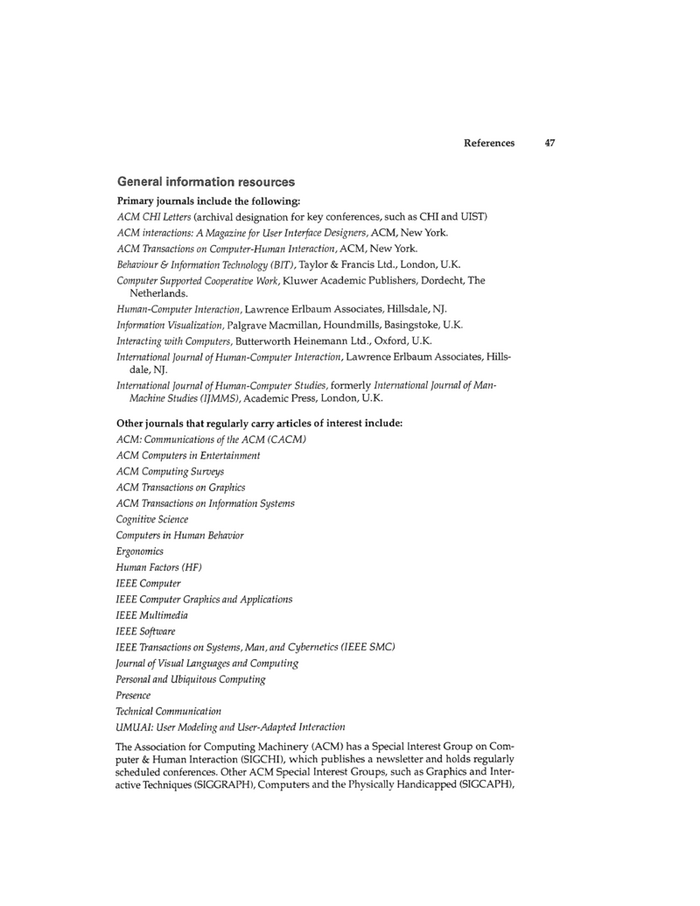 References 47
General information resources
Primary journals include the following:
ACM CHI Letters (archival designation for key conferences, such as CHI and UIST)
ACM interactions: A Magazine for User Interface Designers, ACM, New York.
ACM Transactions on Computer-Human Interaction, ACM, New York.
Behaviour & Information Technology (BIT), Taylor & Francis Ltd., London, U.K.
Computer Supported Cooperative Work, Kluwer Academic Publishers, Dordecht, The
Netherlands.
Human-Computer Interaction, Lawrence Erlbaum Associates, Hillsdale, NJ.
Information Visualization, Palgrave Macmillan, Houndmills, Basingstoke, U.K.
Interacting with Computers, Butterworth Heinemann Ltd., Oxford, U.K.
International Journal of Human-Computer Interaction, Lawrence Erlbaum Associates, Hills-
dale, NJ.
International Journal of Human-Computer Studies, formerly International Journal of Man-
Machine Studies (IJMMS), Academic Press, London, U.K.
Other journals that regularly carry articles of interest include:
ACM: Communications of the ACM (CACM)
ACM Computers in Entertainment
ACM Computing Surveys
ACM Transactions on Graphics
ACM Transactions on Information Systems
Cognitive Science
Computers in Human Behavior
Ergonomics
Human Factors (HF)
IEEE Computer
IEEE Computer Graphics and Applications
IEEE Multimedia
IEEE Software
IEEE Transactions on Systems, Man, and Cybernetics (IEEE SMC)
Journal of Visual Languages and Computing
Personal and Ubiquitous Computing
Presence
Technical Communication
UMUAI: User Modeling and User-Adapted Interaction
The Association for Computing Machinery (ACM) has a Special Interest Group on Com-
puter & Human Interaction (SIGCHI), which publishes a newsletter and holds regularly
scheduled conferences. Other ACM Special Interest Groups, such as Graphics and Inter-
active Techniques (SIGGRAPH), Computers and the Physically Handicapped (SIGCAPH),